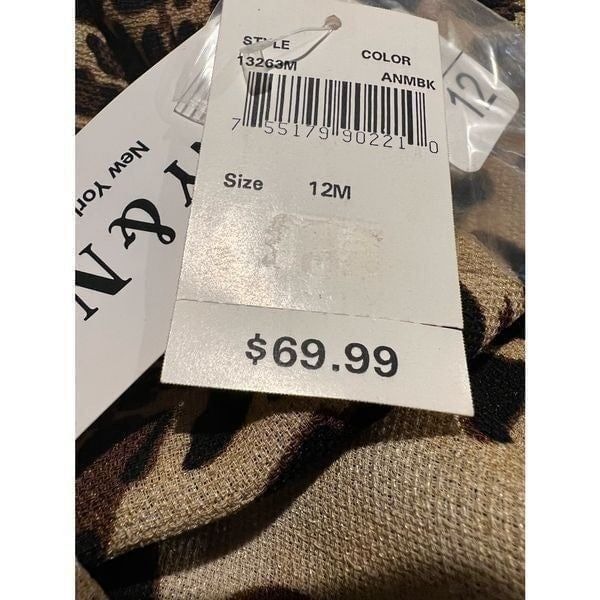 STYLE COLOR
13263M ANMBK
7 55179 90221 0
Size 12M
$69.99
12
New York
& N